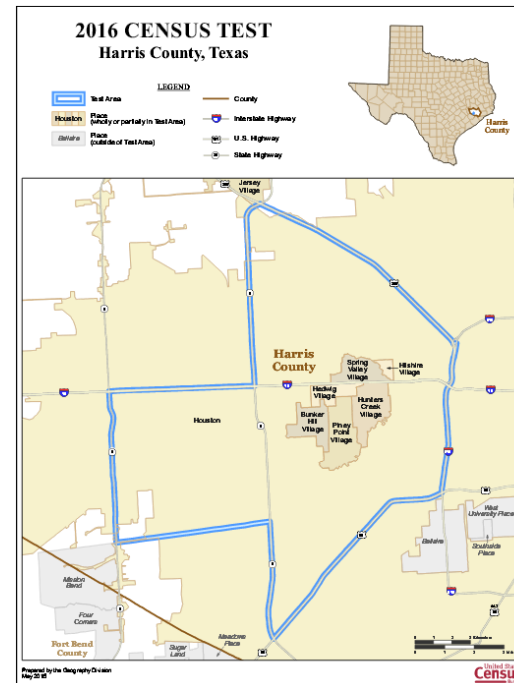 2016 CENSUS TEST
Harris County, Texas
LEGEND
Test Area
Houston
Place
(wholly or partially in Test Area)
Bellaire
Place
(outside of Test Area)
County
Interstate Highway
U.S. Highway
State Highway
Harris
County
Jersey
Village
Harris
County
Spring
Valley
Village
Hilshire
Village
Hedwig
Village
Hunters
Creek
Village
Houston
Bunker
Hill
Village
Piney
Point
Village
West
University Place
Bellaire
Southside
Place
Mission
Bend
Four
Corners
Fort Bend
County
Sugar
Land
Meadows
Place
Prepared by the Geography Division
United Sta
Censu